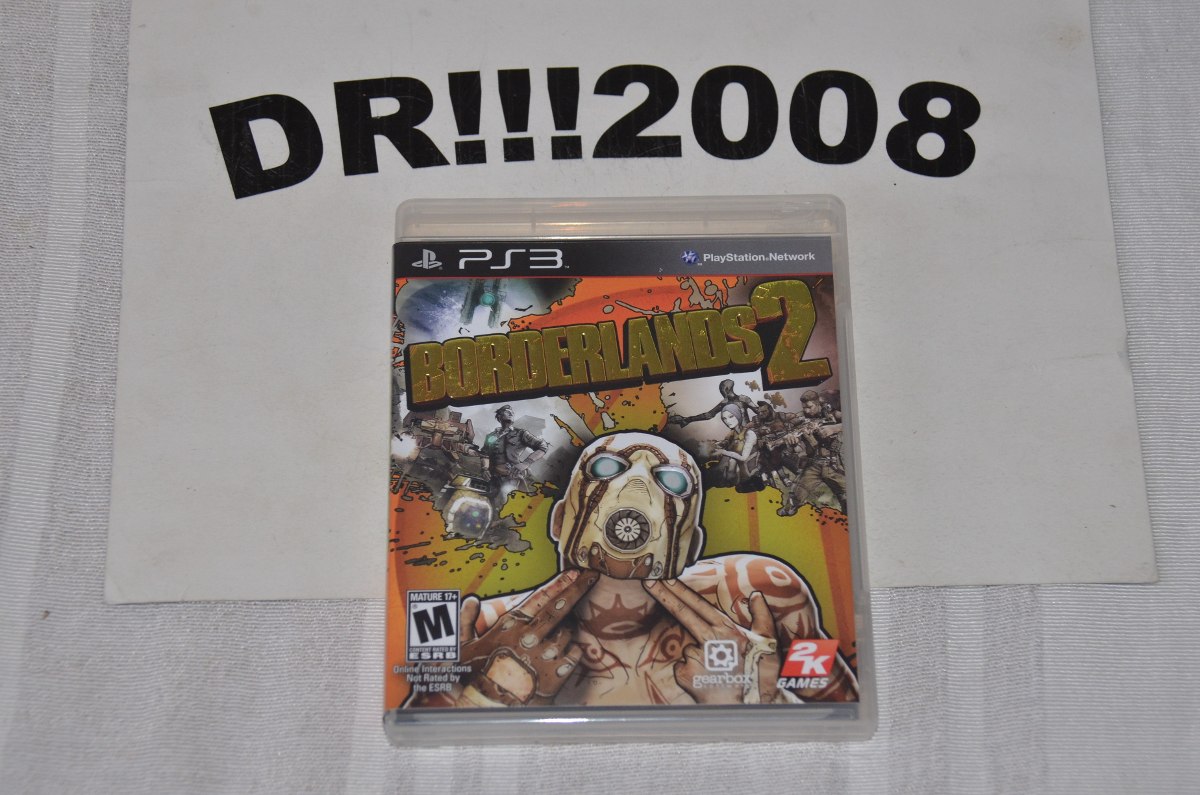 DR!!!2008
PS3 PlayStation Network
BORDERLANDS 2
MATURE 17+
M
CONTENT RATED BY
ESRB
Online Interactions
Not Rated by
the ESRB
gearbox
SOFTWARE
2K
GAMES